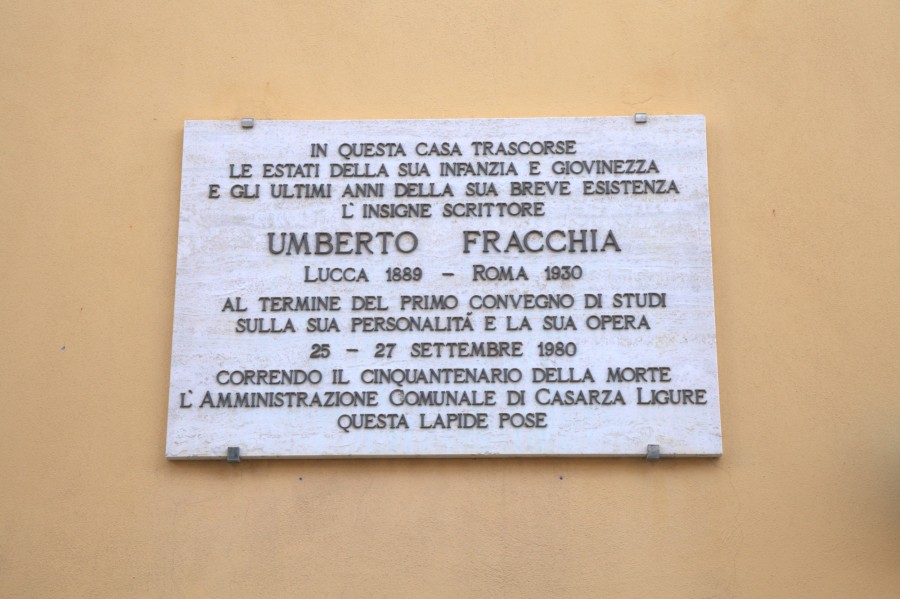 IN QUESTA CASA TRASCORSE
LE ESTATI DELLA SUA INFANZIA E GIOVINEZZA
E GLI ULTIMI ANNI DELLA SUA BREVE ESISTENZA
L'INSIGNE SCRITTORE
UMBERTO FRACCHIA
LUCCA 1889 – ROMA 1930
AL TERMINE DEL PRIMO CONVEGNO DI STUDI
SULLA SUA PERSONALITÀ E LA SUA OPERA
25 – 27 SETTEMBRE 1980
CORRENDO IL CINQUANTENARIO DELLA MORTE
L'AMMINISTRAZIONE COMUNALE DI CASARZA LIGURE
QUESTA LAPIDE POSE